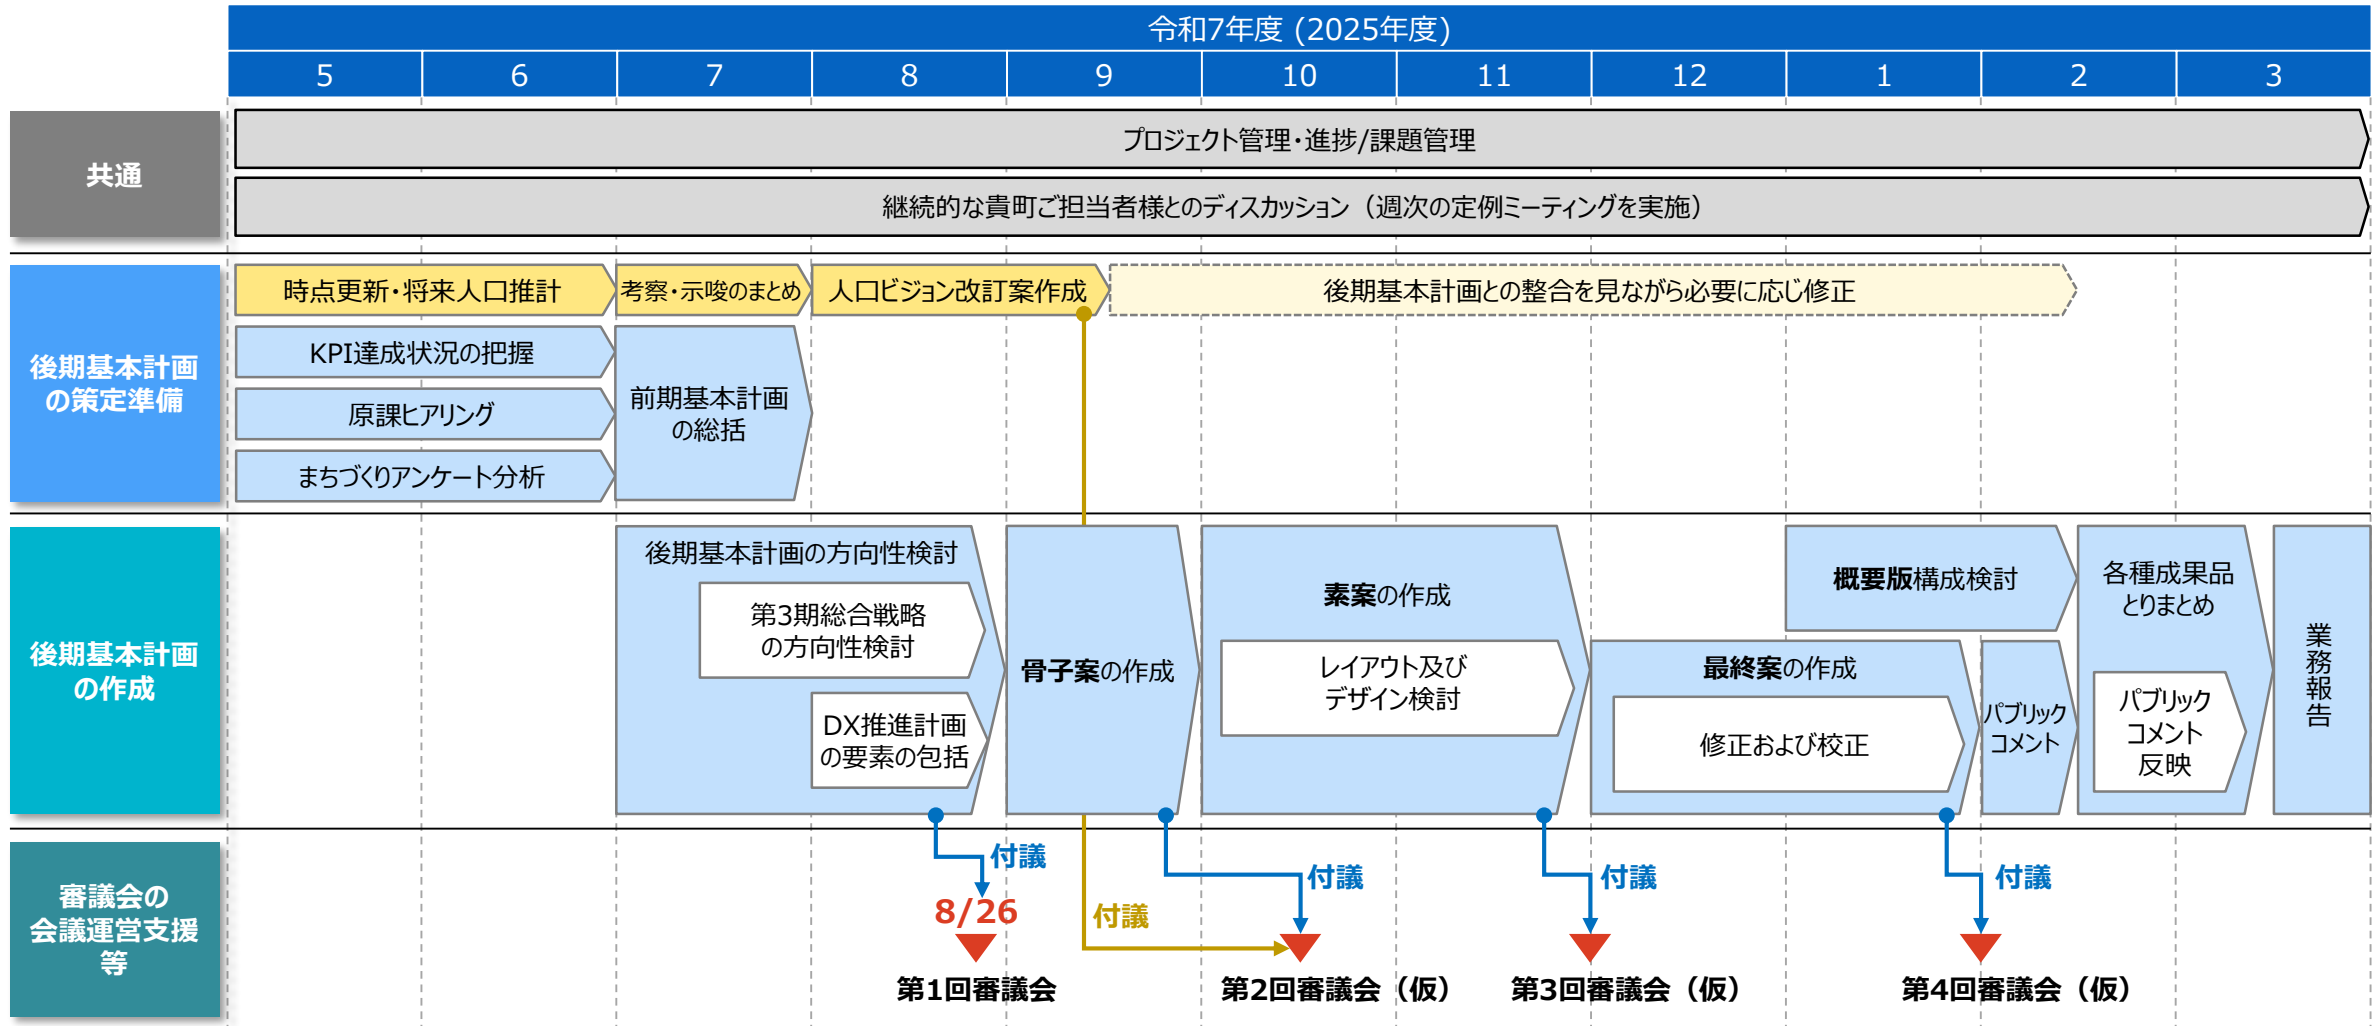 令和7年度 (2025年度)
5 6 7 8 9 10 11 12 1 2 3
共通
プロジェクト管理・進捗/課題管理
継続的な貴町ご担当者様とのディスカッション（週次の定例ミーティングを実施）
後期基本計画
の策定準備
時点更新・将来人口推計
考察・示唆のまとめ
人口ビジョン改訂案作成
後期基本計画との整合を見ながら必要に応じ修正
KPI達成状況の把握
原課ヒアリング
まちづくりアンケート分析
前期基本計画
の総括
後期基本計画
の作成
後期基本計画の方向性検討
第3期総合戦略
の方向性検討
DX推進計画
の要素の包括
骨子案の作成
素案の作成
レイアウト及び
デザイン検討
概要版構成検討
最終案の作成
修正および校正
パブリック
コメント
各種成果品
とりまとめ
パブリック
コメント
反映
業務報告
審議会の
会議運営支援
等
付議
8/26
第1回審議会
付議
付議
第2回審議会（仮）
付議
第3回審議会（仮）
付議
第4回審議会（仮）